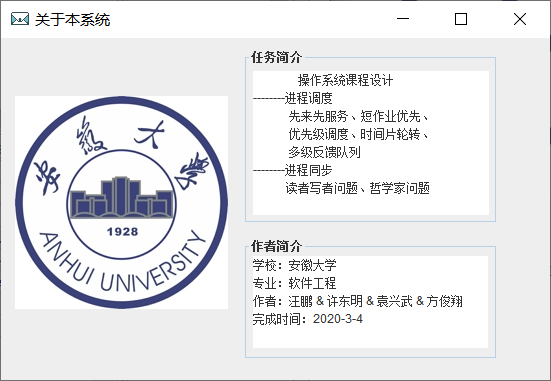 关于本系统
安徽大学
1928
ANHUI UNIVERSITY
任务简介
操作系统课程设计
--------进程调度
先来先服务、短作业优先、
优先级调度、时间片轮转、
多级反馈队列
--------进程同步
读者写者问题、哲学家问题
作者简介
学校：安徽大学
专业：软件工程
作者：汪鹏 & 许东明 & 袁兴武 & 方俊翔
完成时间：2020-3-4